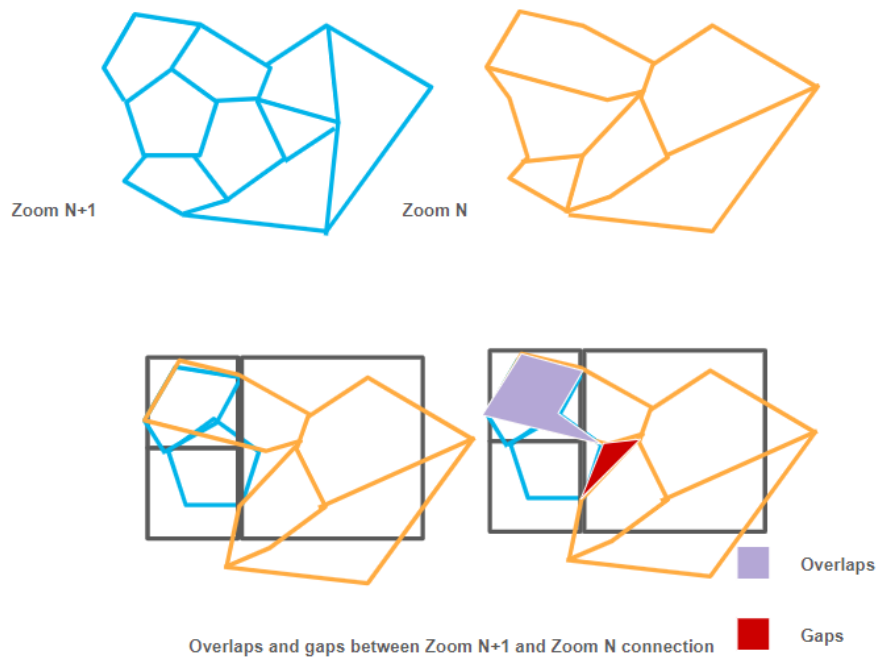 Zoom N+1
Zoom N
Overlaps
Gaps
Overlaps and gaps between Zoom N+1 and Zoom N connection